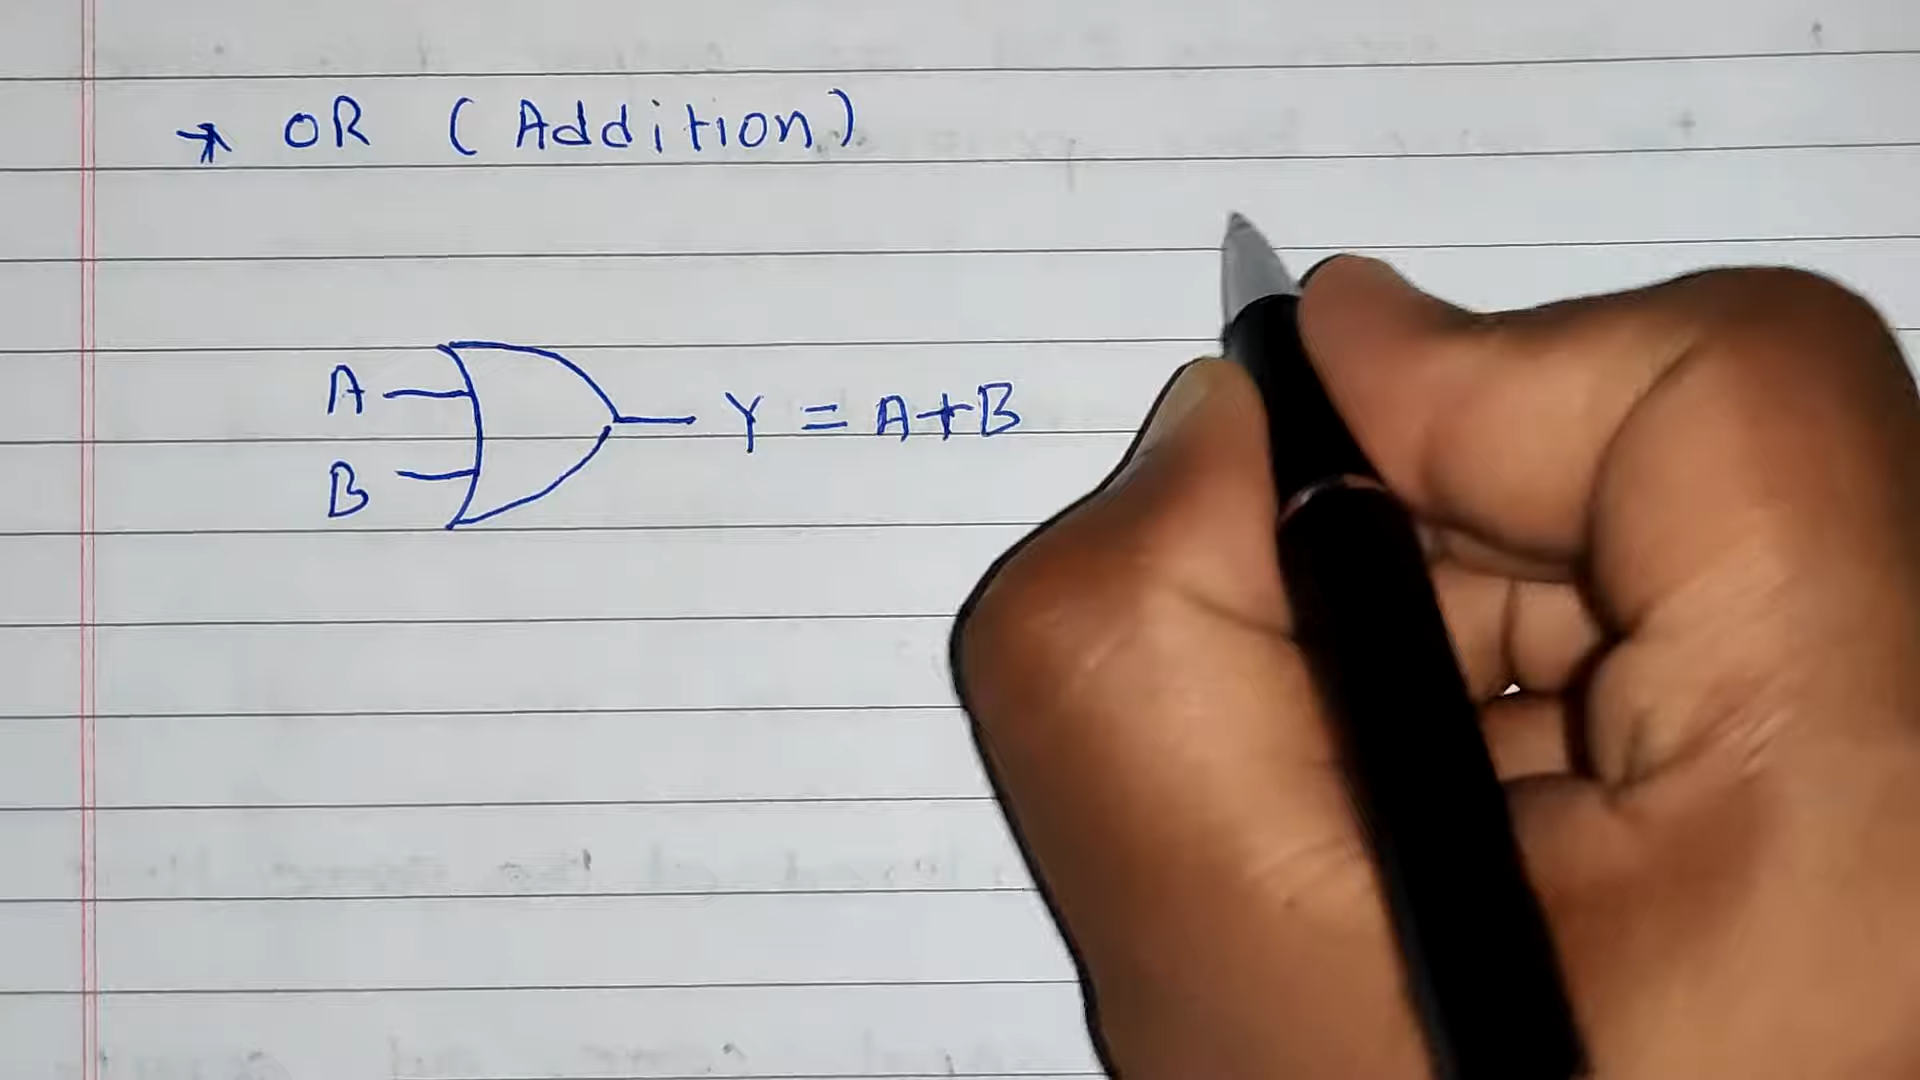 * OR (Addition)
A
B
Y = A+B